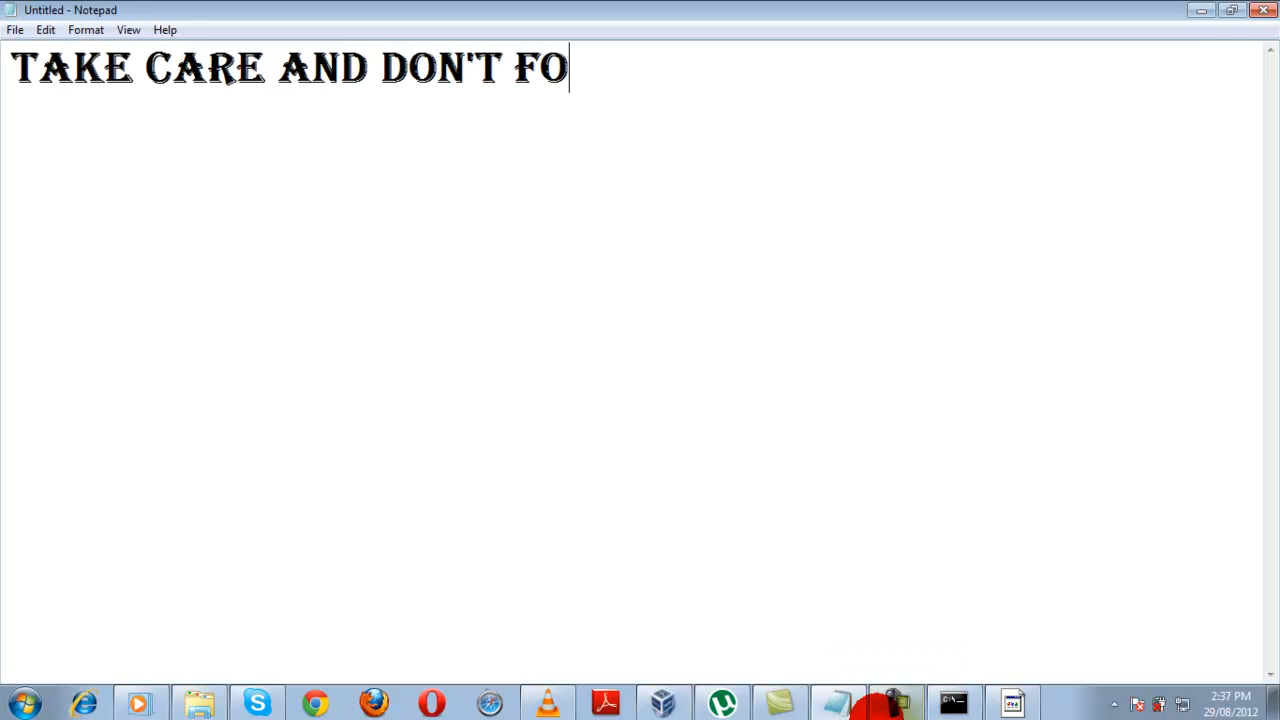 Untitled - Notepad
File Edit Format View Help
TAKE CARE AND DON'T FO
2:37 PM
29/08/2012